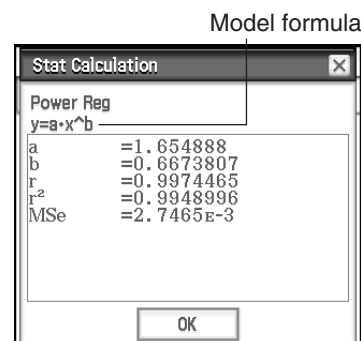 Model formula
Stat Calculation
Power Reg
y=a·x^b
a =1.654888
b =0.6673807
r =0.9974465
r² =0.9948996
MSe =2.7465ᴇ-3
OK